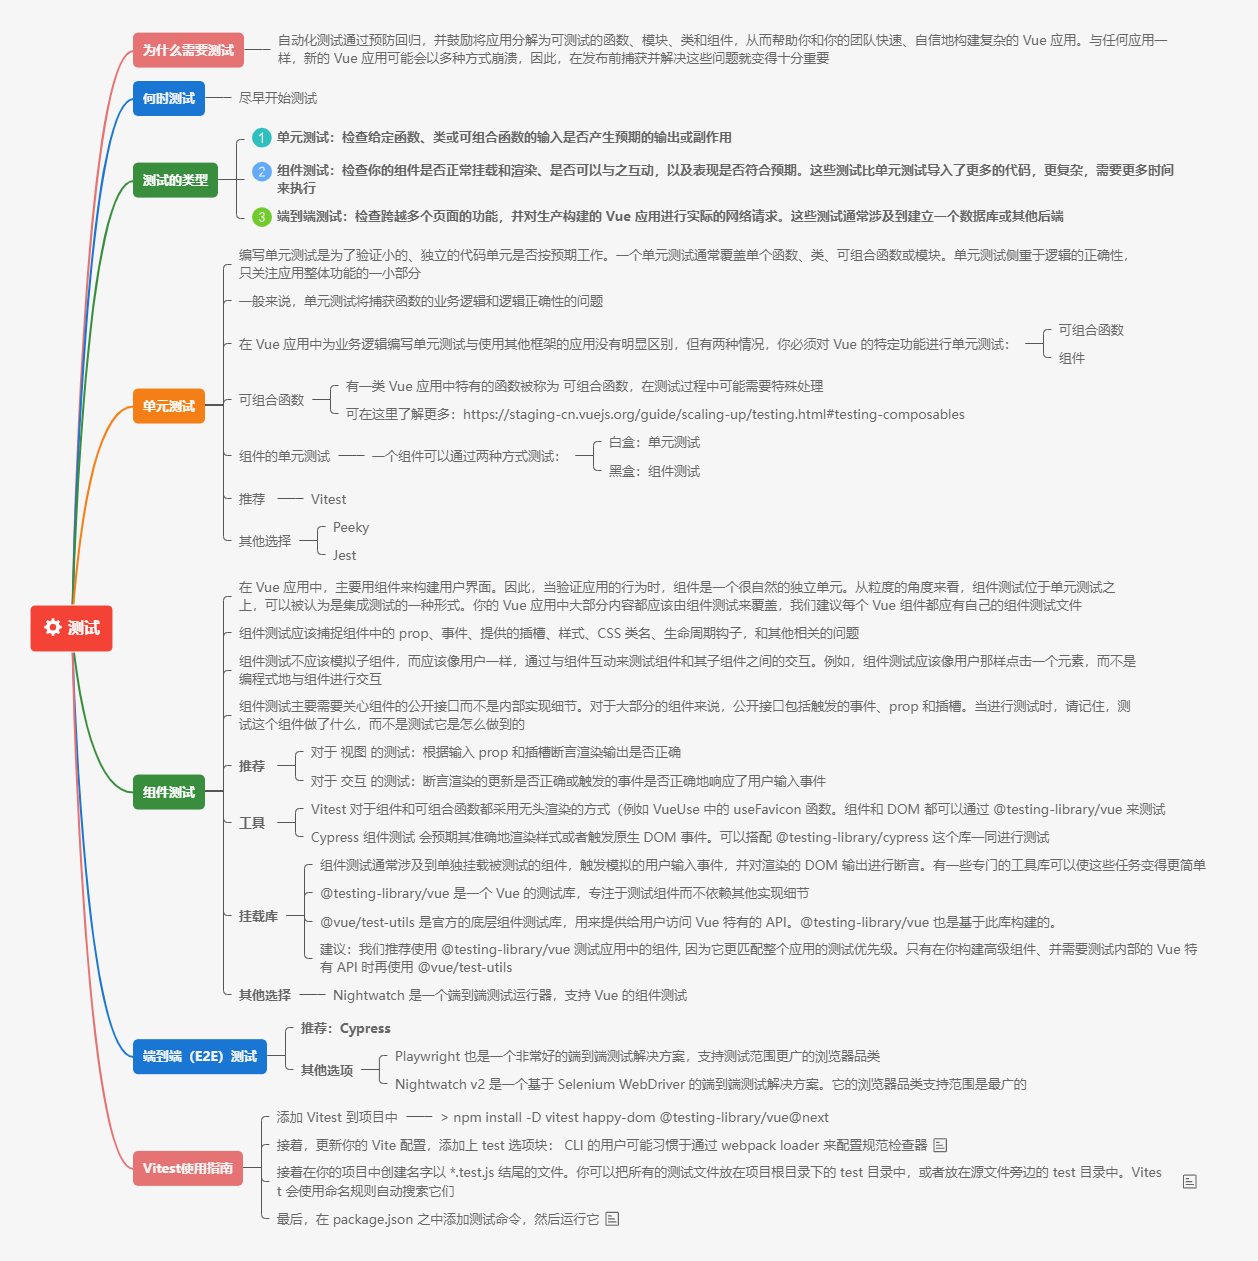 测试
为什么需要测试
自动化测试通过预防回归，并鼓励将应用分解为可测试的函数、模块、类和组件，从而帮助你和你的团队快速、自信地构建复杂的 Vue 应用。与任何应用一
样，新的 Vue 应用可能会以多种方式崩溃，因此，在发布前捕获并解决这些问题就变得十分重要
何时测试
尽早开始测试
测试的类型
1 单元测试：检查给定函数、类或可组合函数的输入是否产生预期的输出或副作用
2 组件测试：检查你的组件是否正常挂载和渲染、是否可以与之互动，以及表现是否符合预期。这些测试比单元测试导入了更多的代码，更复杂，需要更多时间
来执行
3 端到端测试：检查跨越多个页面的功能，并对生产构建的 Vue 应用进行实际的网络请求。这些测试通常涉及到建立一个数据库或其他后端
单元测试
编写单元测试是为了验证小的、独立的代码单元是否按预期工作。一个单元测试通常覆盖单个函数、类、可组合函数或模块。单元测试侧重于逻辑的正确性，
只关注应用整体功能的一小部分
一般来说，单元测试将捕获函数的业务逻辑和逻辑正确性的问题
在 Vue 应用中为业务逻辑编写单元测试与使用其他框架的应用没有明显区别，但有两种情况，你必须对 Vue 的特定功能进行单元测试：
可组合函数
组件
可组合函数
有一类 Vue 应用中特有的函数被称为 可组合函数，在测试过程中可能需要特殊处理
可在这里了解更多：https://staging-cn.vuejs.org/guide/scaling-up/testing.html#testing-composables
组件的单元测试
一个组件可以通过两种方式测试：
白盒：单元测试
黑盒：组件测试
推荐
Vitest
其他选择
Peeky
Jest
组件测试
在 Vue 应用中，主要用组件来构建用户界面。因此，当验证应用的行为时，组件是一个很自然的独立单元。从粒度的角度来看，组件测试位于单元测试之
上，可以被认为是集成测试的一种形式。你的 Vue 应用中大部分内容都应该由组件测试来覆盖，我们建议每个 Vue 组件都应有自己的组件测试文件
组件测试应该捕捉组件中的 prop、事件、提供的插槽、样式、CSS 类名、生命周期钩子，和其他相关的问题
组件测试不应该模拟子组件，而应该像用户一样，通过与组件互动来测试组件和其子组件之间的交互。例如，组件测试应该像用户那样点击一个元素，而不是
编程式地与组件进行交互
组件测试主要需要关心组件的公开接口而不是内部实现细节。对于大部分的组件来说，公开接口包括触发的事件、prop 和插槽。当进行测试时，请记住，测
试这个组件做了什么，而不是测试它是怎么做到的
推荐
对于 视图 的测试：根据输入 prop 和插槽断言渲染输出是否正确
对于 交互 的测试：断言渲染的更新是否正确或触发的事件是否正确地响应了用户输入事件
工具
Vitest 对于组件和可组合函数都采用无头渲染的方式（例如 VueUse 中的 useFavicon 函数。组件和 DOM 都可以通过 @testing-library/vue 来测试
Cypress 组件测试 会预期其准确地渲染样式或者触发原生 DOM 事件。可以搭配 @testing-library/cypress 这个库一同进行测试
挂载库
组件测试通常涉及到单独挂载被测试的组件，触发模拟的用户输入事件，并对渲染的 DOM 输出进行断言。有一些专门的工具库可以使这些任务变得更简单
@testing-library/vue 是一个 Vue 的测试库，专注于测试组件而不依赖其他实现细节
@vue/test-utils 是官方的底层组件测试库，用来提供给用户访问 Vue 特有的 API。@testing-library/vue 也是基于此库构建的。
建议：我们推荐使用 @testing-library/vue 测试应用中的组件, 因为它更匹配整个应用的测试优先级。只有在你构建高级组件、并需要测试内部的 Vue 特
有 API 时再使用 @vue/test-utils
其他选择
Nightwatch 是一个端到端测试运行器，支持 Vue 的组件测试
端到端（E2E）测试
推荐：Cypress
其他选项
Playwright 也是一个非常好的端到端测试解决方案，支持测试范围更广的浏览器品类
Nightwatch v2 是一个基于 Selenium WebDriver 的端到端测试解决方案。它的浏览器品类支持范围是最广的
Vitest使用指南
添加 Vitest 到项目中
> npm install -D vitest happy-dom @testing-library/vue@next
接着，更新你的 Vite 配置，添加上 test 选项块： CLI 的用户可能习惯于通过 webpack loader 来配置规范检查器
接着在你的项目中创建名字以 *.test.js 结尾的文件。你可以把所有的测试文件放在项目根目录下的 test 目录中，或者放在源文件旁边的 test 目录中。Vites
t 会使用命名规则自动搜索它们
最后，在 package.json 之中添加测试命令，然后运行它